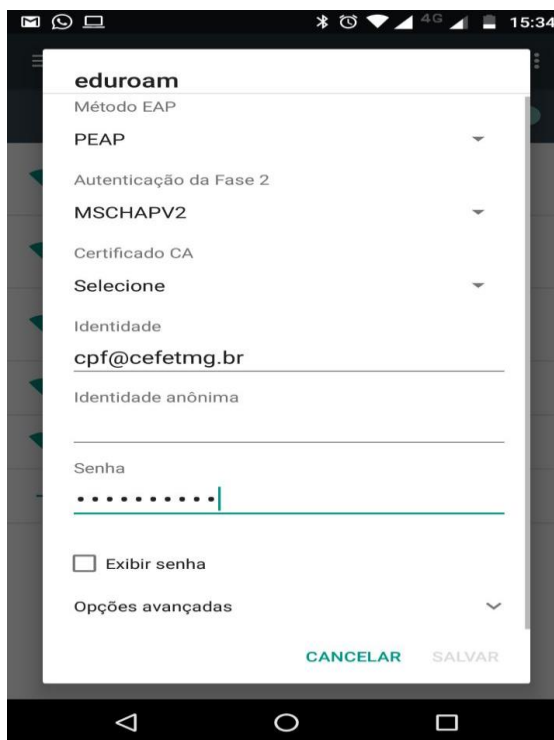 4G 15:34
eduroam
Método EAP
PEAP
Autenticação da Fase 2
MSCHAPV2
Certificado CA
Selecione
Identidade
cpf@cefetmg.br
Identidade anônima
Senha
••••••••••
Exibir senha
Opções avançadas
CANCELAR SALVAR